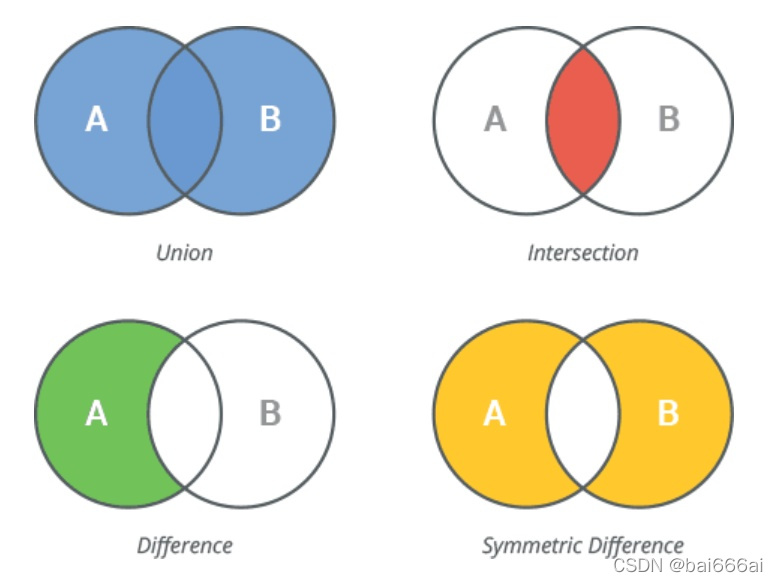 A B
A B
Union
Intersection
A B
A B
Difference
Symmetric Difference
CSDN @bai666ai